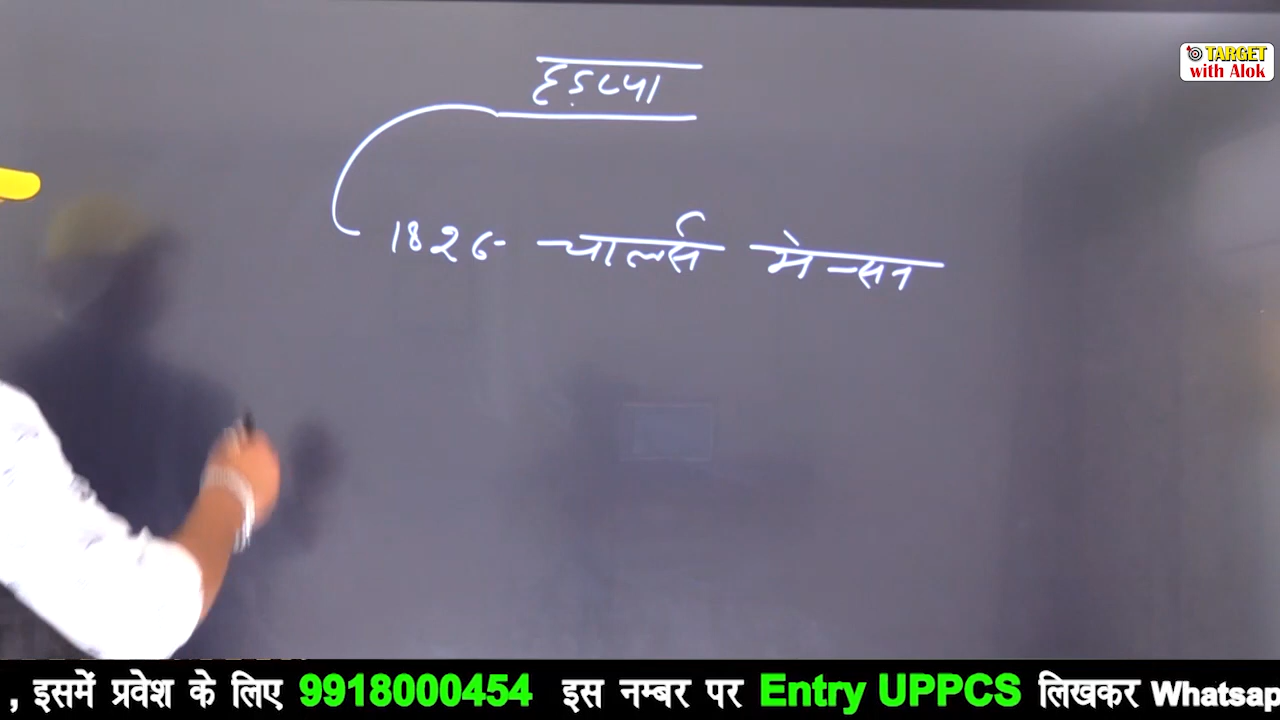 TARGET
with Alok
हड़प्पा
1826 चार्ल्स मेन्सन
, इसमें प्रवेश के लिए 9918000454 इस नम्बर पर Entry UPPCS लिखकर Whatsap